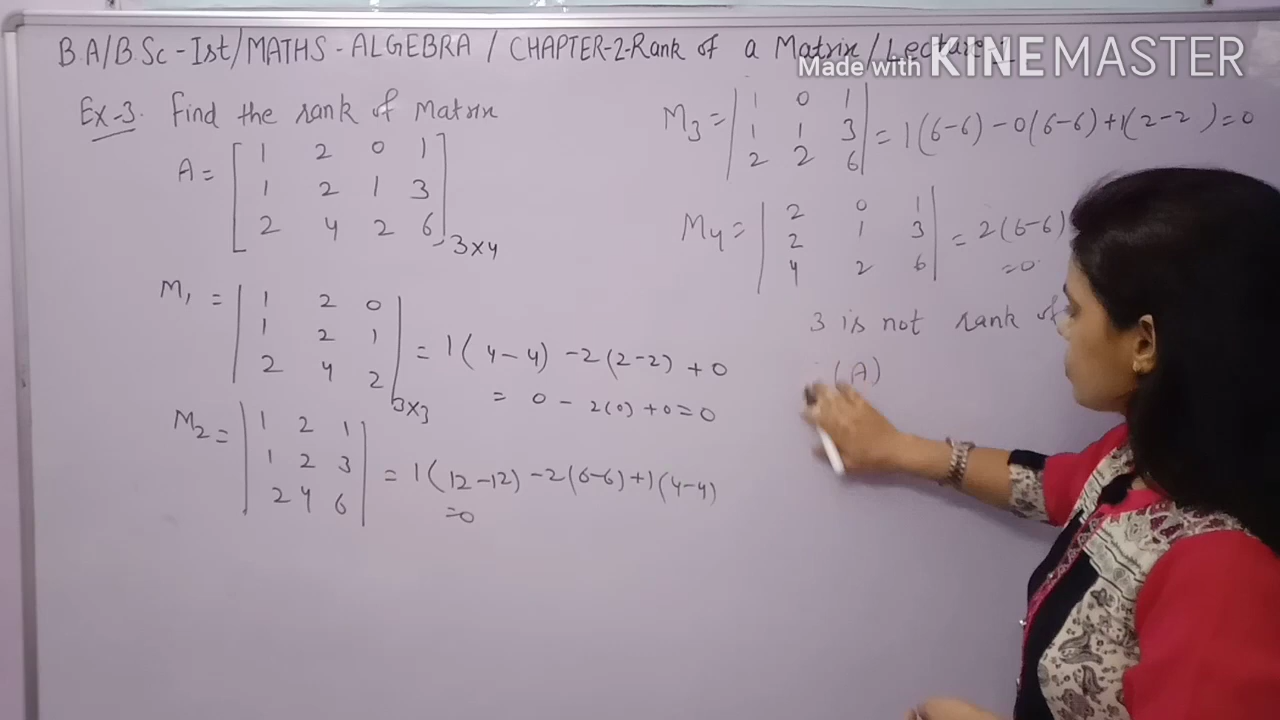 B.A/B.Sc-Ist/MATHS-ALGEBRA/CHAPTER-2-Rank of a Matrix/Lecture
Made with KINEMASTER
Ex-3. Find the rank of Matrix
A = [ 1 2 0 1
1 2 1 3
2 4 2 6 ] 3x4
M1 = | 1 2 0
1 2 1
2 4 2 | 3x3 = 1(4-4) -2(2-2) +0
= 0 - 2(0) +0=0
M2 = | 1 2 1
1 2 3
2 4 6 | = 1(12-12) -2(6-6)+1(4-4)
=0
M3 = | 1 0 1
1 1 3
2 2 6 | = 1(6-6) -0(6-6)+1(2-2)=0
M4 = | 2 0 1
2 1 3
4 2 6 | = 2(6-6)
=0
3 is not rank of
(A)